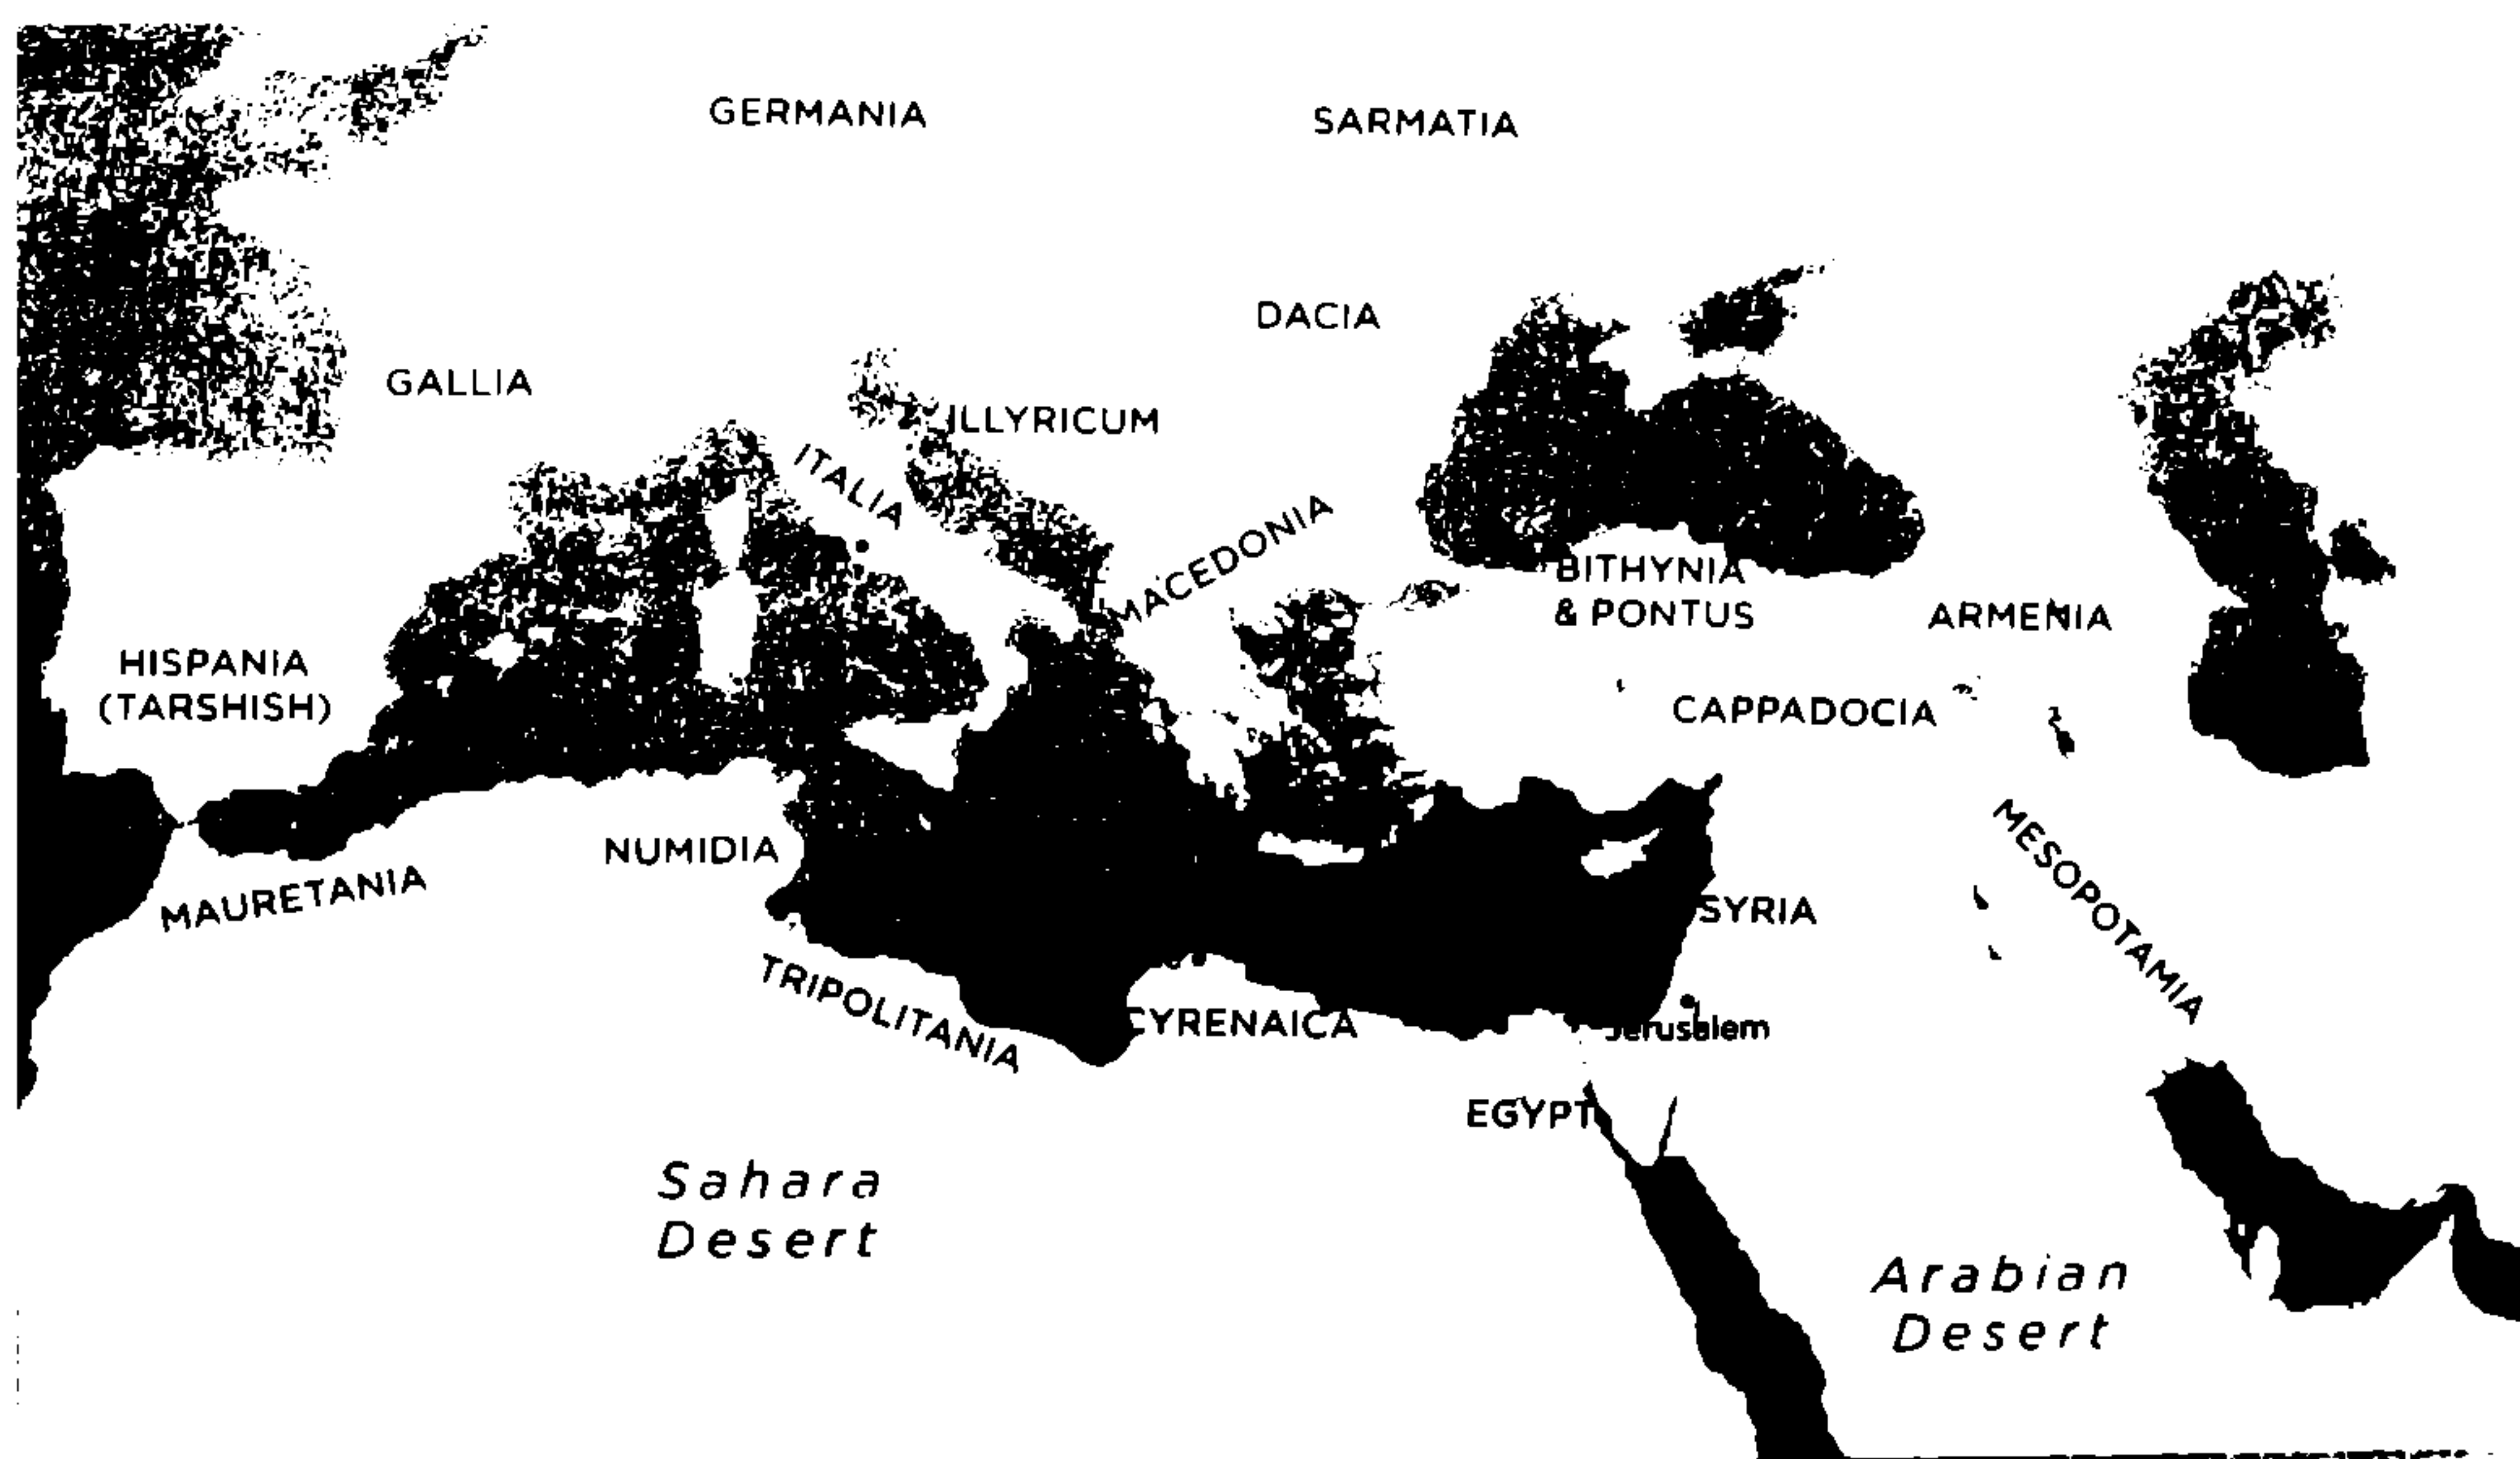 GERMANIA
SARMATIA
DACIA
GALLIA
ILLYRICUM
ITALIA
MACEDONIA
BITHYNIA
& PONTUS
ARMENIA
HISPANIA
(TARSHISH)
CAPPADOCIA
MESOPOTAMIA
NUMIDIA
MAURETANIA
SYRIA
TRIPOLITANIA
CYRENAICA
Jerusalem
EGYPT
Sahara
Desert
Arabian
Desert